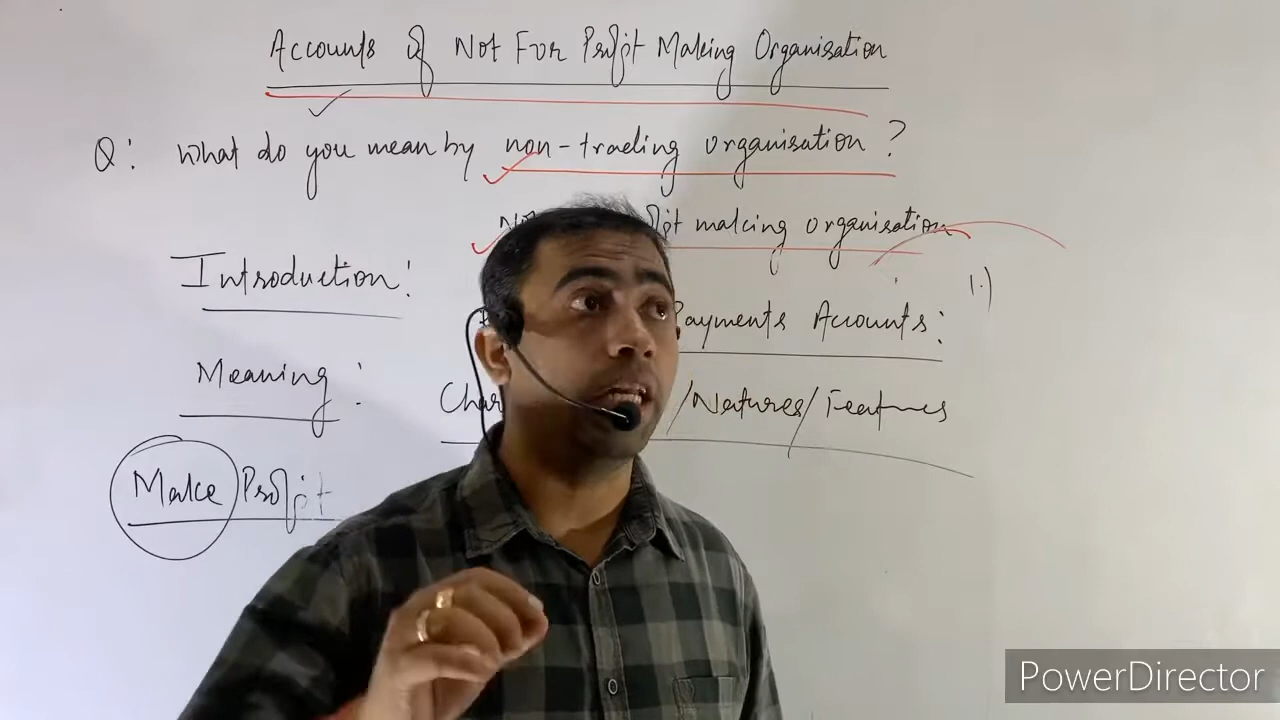 Accounts of Not For Profit Making Organisation
Q: What do you mean by non-trading organisation?
making organisation
1.)
Introduction:
Payments Accounts:
Meaning:
/Natures/Features
Make Profit
PowerDirector